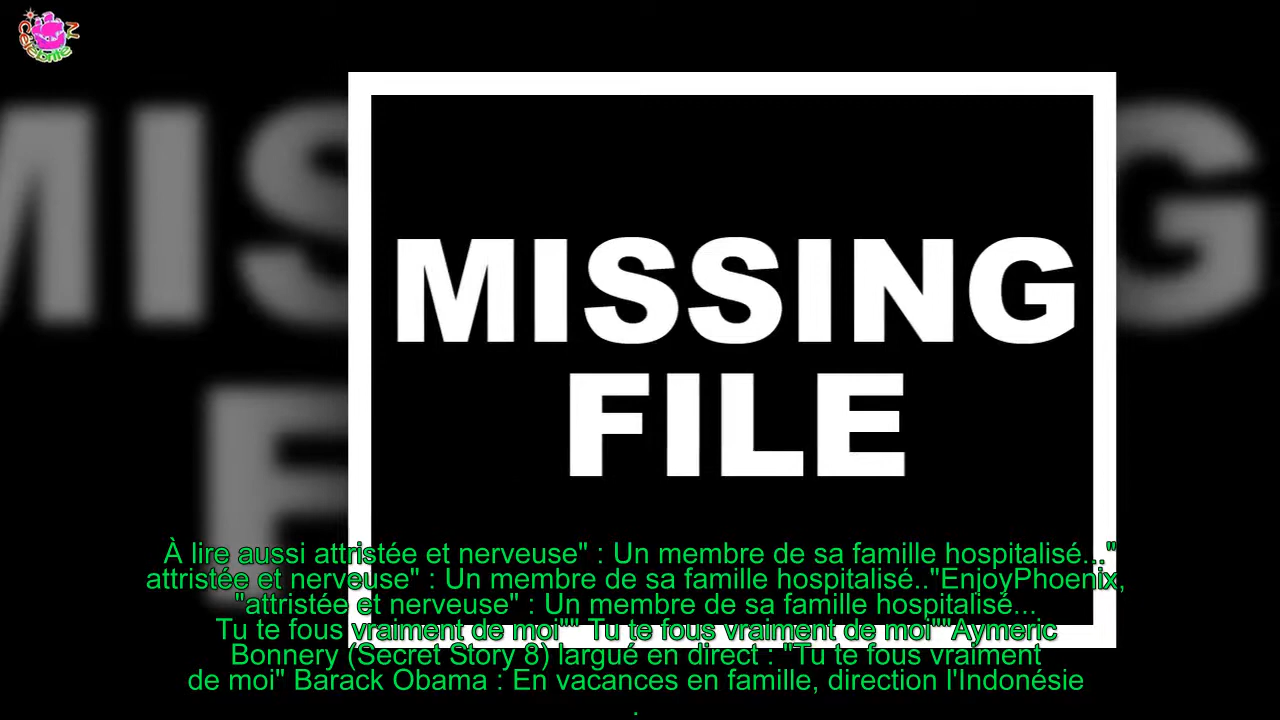 Célébrité Z
MISSING
FILE
À lire aussi attristée et nerveuse" : Un membre de sa famille hospitalisé..."
attristée et nerveuse" : Un membre de sa famille hospitalisé.."EnjoyPhoenix,
"attristée et nerveuse" : Un membre de sa famille hospitalisé...
Tu te fous vraiment de moi"" Tu te fous vraiment de moi""Aymeric
Bonnery (Secret Story 8) largué en direct : "Tu te fous vraiment
de moi" Barack Obama : En vacances en famille, direction l'Indonésie
.